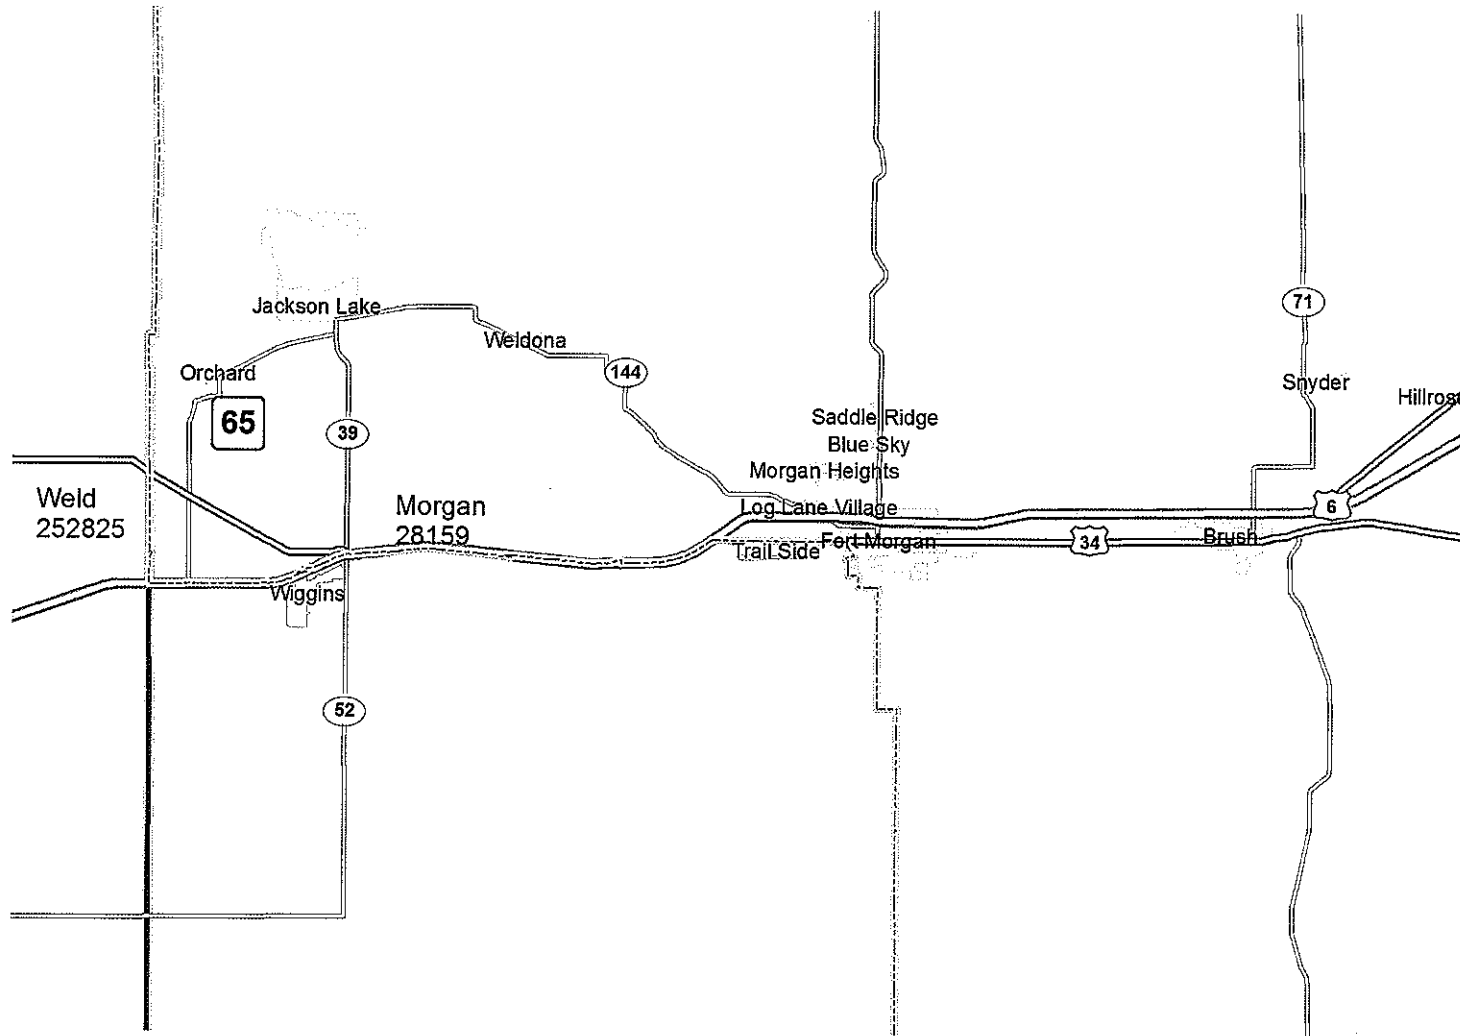 71
Jackson Lake
Weldona
144
Orchard
Snyder
Hillrose
65
39
Saddle Ridge
Blue Sky
Morgan Heights
Weld
252825
Morgan
28159
Log Lane Village
6
Trail Side
Fort Morgan
34
Brush
Wiggins
52